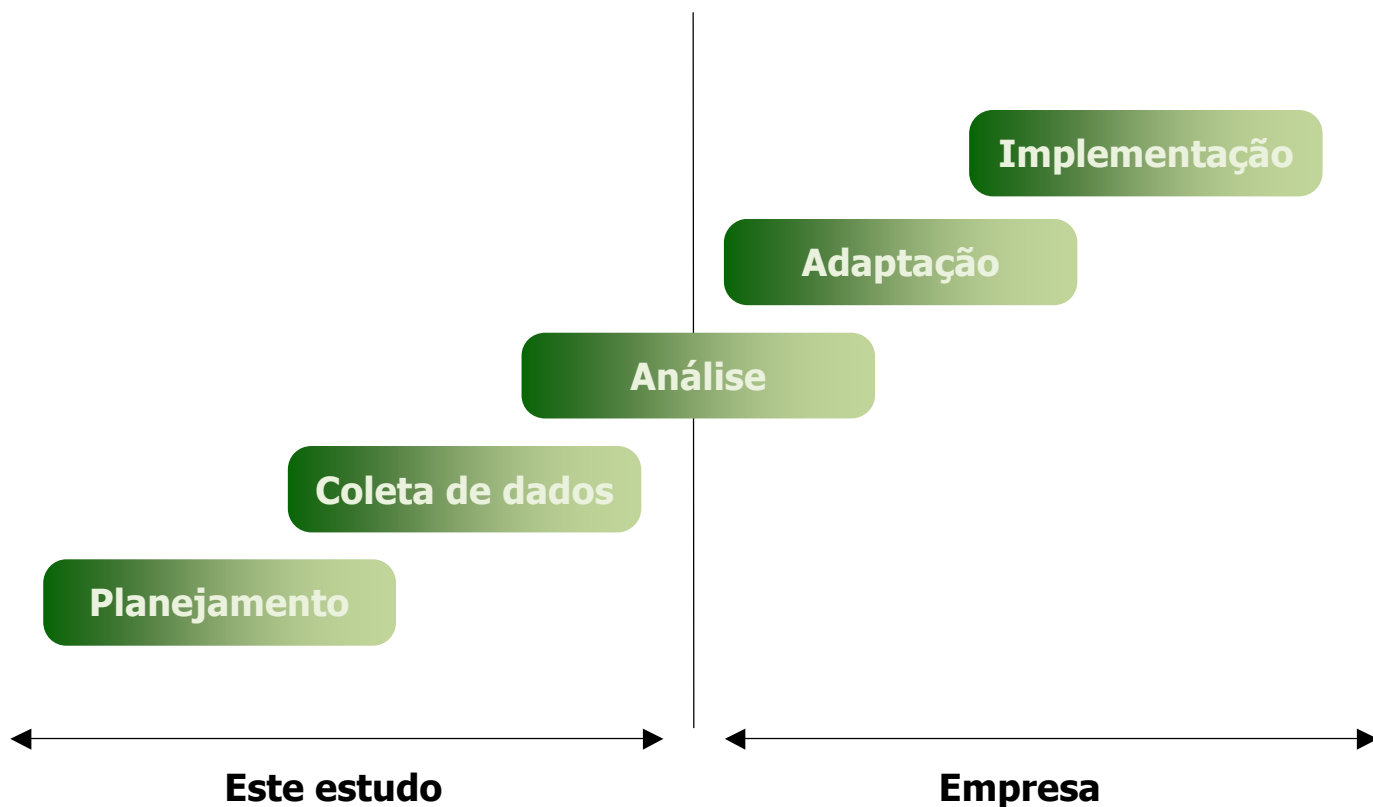 Implementação
Adaptação
Análise
Coleta de dados
Planejamento
Este estudo
Empresa